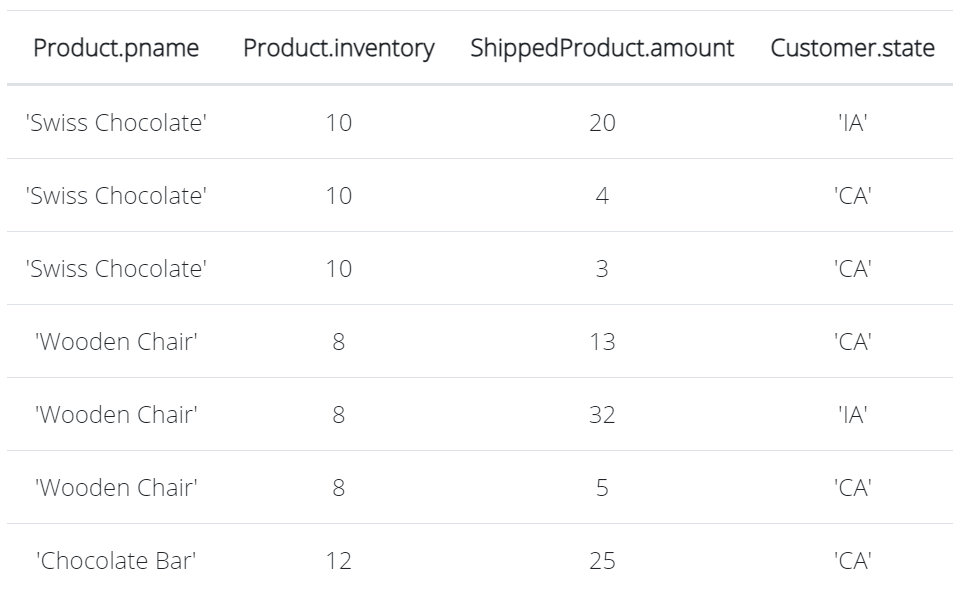 Product.pname Product.inventory ShippedProduct.amount Customer.state
'Swiss Chocolate' 10 20 'IA'
'Swiss Chocolate' 10 4 'CA'
'Swiss Chocolate' 10 3 'CA'
'Wooden Chair' 8 13 'CA'
'Wooden Chair' 8 32 'IA'
'Wooden Chair' 8 5 'CA'
'Chocolate Bar' 12 25 'CA'